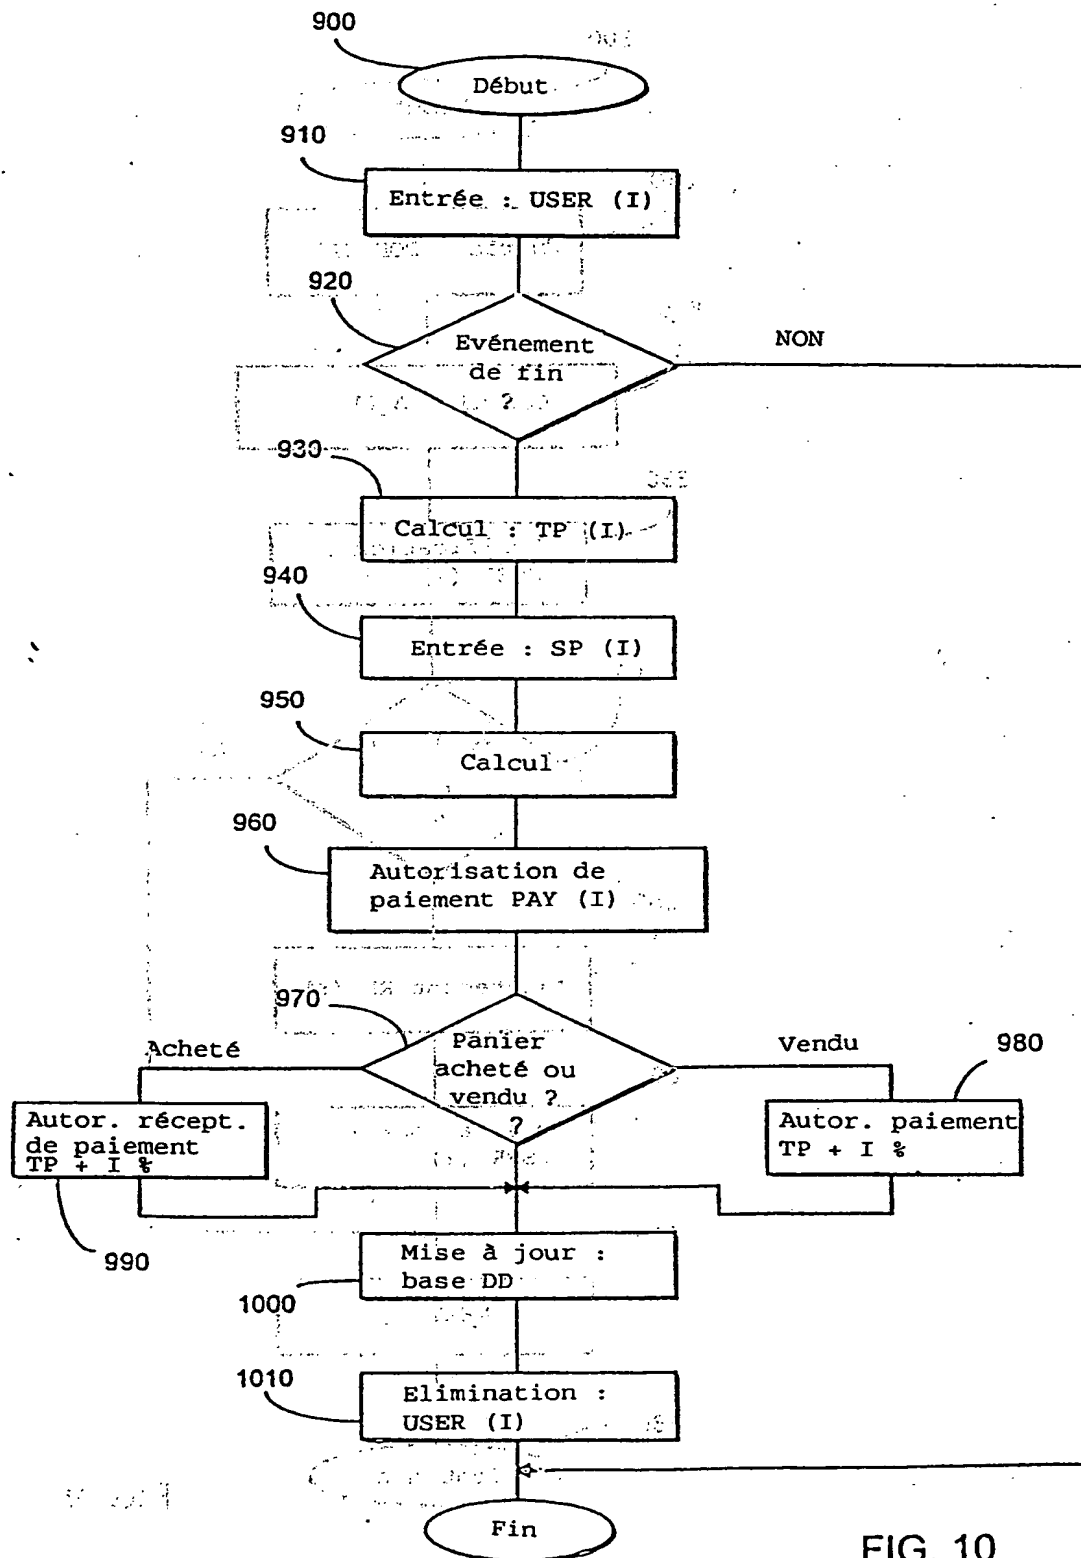 900
Début
910
Entrée : USER (I)
920
Evénement
de fin
?
NON
930
Calcul : TP (I)
940
Entrée : SP (I)
950
Calcul
960
Autorisation de
paiement PAY (I)
970
Panier
acheté ou
vendu ?
?
Acheté
Vendu
980
Autor. récept.
de paiement
TP + I %
990
Autor. paiement
TP + I %
Mise à jour :
base DD
1000
1010
Elimination :
USER (I)
Fin
FIG. 10